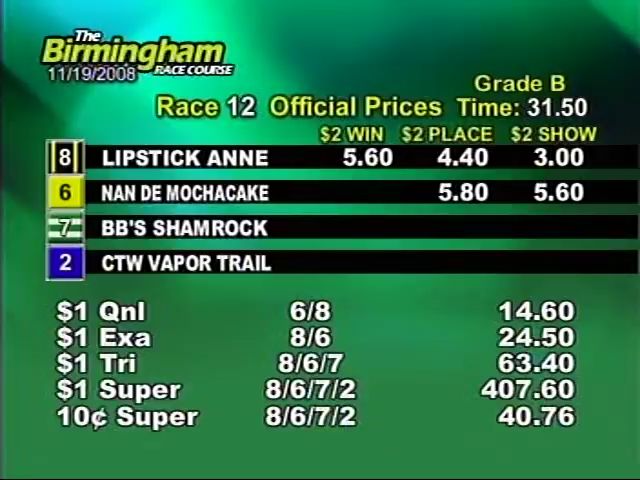 The
Birmingham
RACE COURSE
11/19/2008
Grade B
Race 12 Official Prices Time: 31.50
$2 WIN $2 PLACE $2 SHOW
8 LIPSTICK ANNE 5.60 4.40 3.00
6 NAN DE MOCHACAKE 5.80 5.60
7 BB'S SHAMROCK
2 CTW VAPOR TRAIL
$1 Qnl 6/8 14.60
$1 Exa 8/6 24.50
$1 Tri 8/6/7 63.40
$1 Super 8/6/7/2 407.60
10¢ Super 8/6/7/2 40.76